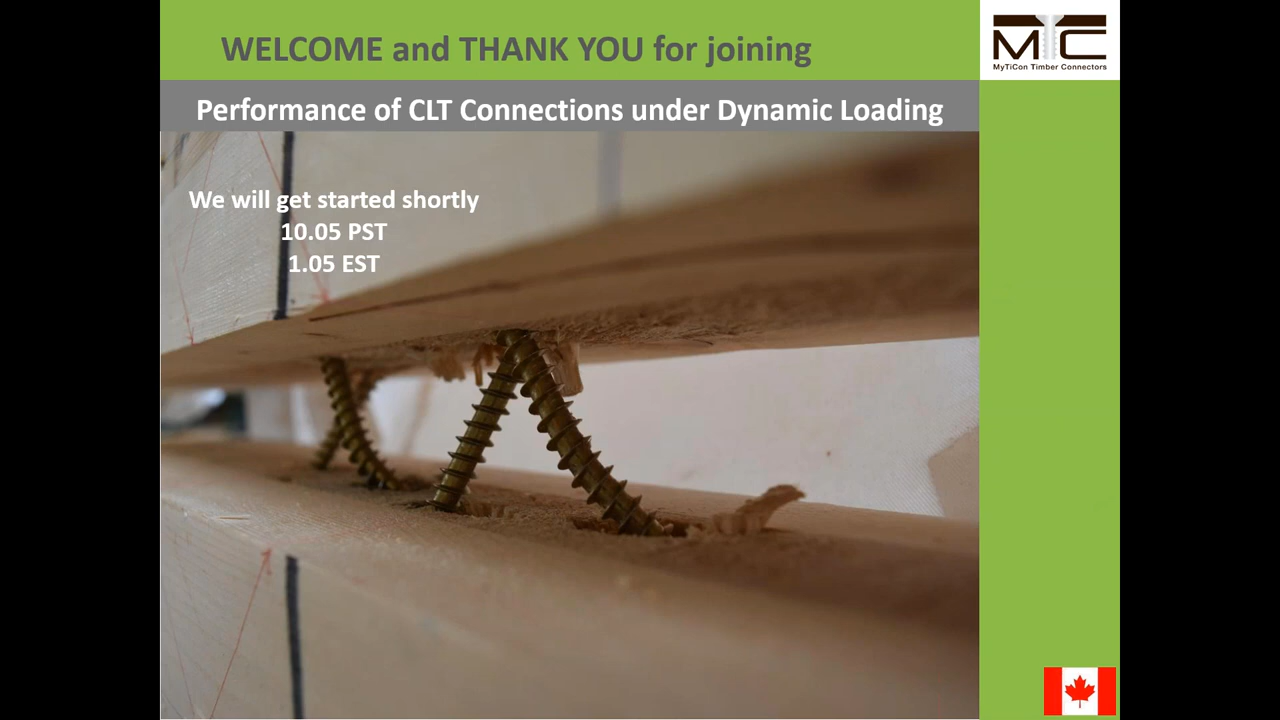 WELCOME and THANK YOU for joining
MTC
MyTiCon Timber Connectors
Performance of CLT Connections under Dynamic Loading
We will get started shortly
10.05 PST
1.05 EST